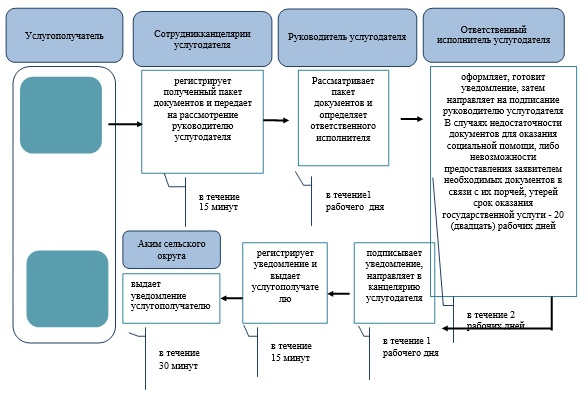 Услугополучатель
Сотрудникканцелярии
услугодателя
Руководитель услугодателя
Ответственный
исполнитель услугодателя
регистрирует
полученный пакет
документов и передает
на рассмотрение
руководителю
услугодателя
Рассматривает
пакет
документов и
определяет
ответственного
исполнителя
оформляет, готовит
уведомление, затем
направляет на подписание
руководителю услугодателя
В случаях недостаточности
документов для оказания
социальной помощи, либо
невозможности
предоставления заявителем
необходимых документов в
связи с их порчей, утерей
срок оказания
государственной услуги - 20
(двадцать) рабочих дней
в течение
15 минут
в течение1
рабочего дня
в течение 2
рабочих дней
Аким сельского
округа
выдает
уведомление
услугополучателю
регистрирует
уведомление и
выдает
услугополучате
лю
подписывает
уведомление,
направляет в
канцелярию
услугодателя
в течение
30 минут
в течение
15 минут
в течение 1
рабочего дня